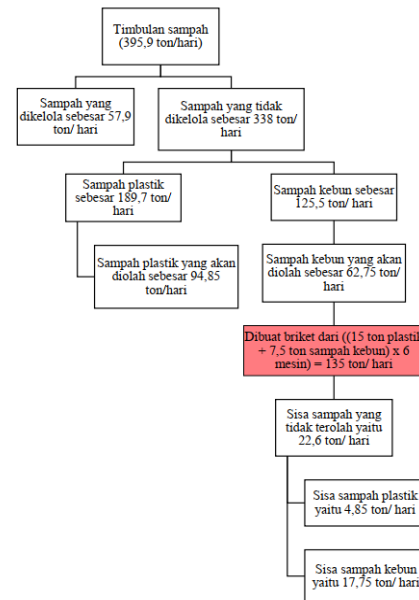 Timbulan sampah
(395,9 ton/hari)
Sampah yang
dikelola sebesar 57,9
ton/ hari
Sampah yang tidak
dikelola sebesar 338 ton/
hari
Sampah plastik
sebesar 189,7 ton/
hari
Sampah kebun sebesar
125,5 ton/ hari
Sampah plastik yang akan
diolah sebesar 94,85
ton/hari
Sampah kebun yang akan
diolah sebesar 62,75 ton/
hari
Dibuat briket dari ((15 ton plastik
+ 7,5 ton sampah kebun) x 6
mesin) = 135 ton/ hari
Sisa sampah yang
tidak terolah yaitu
22,6 ton/ hari
Sisa sampah plastik
yaitu 4,85 ton/ hari
Sisa sampah kebun
yaitu 17,75 ton/ hari